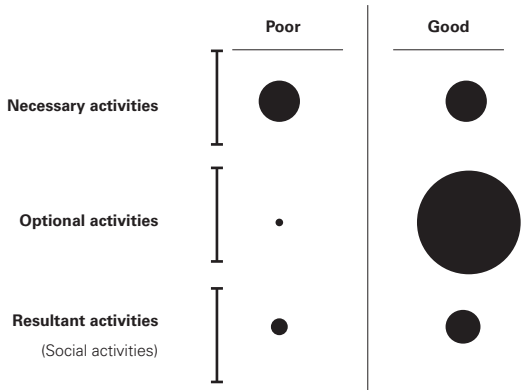 Poor
Good
Necessary activities
Optional activities
Resultant activities
(Social activities)